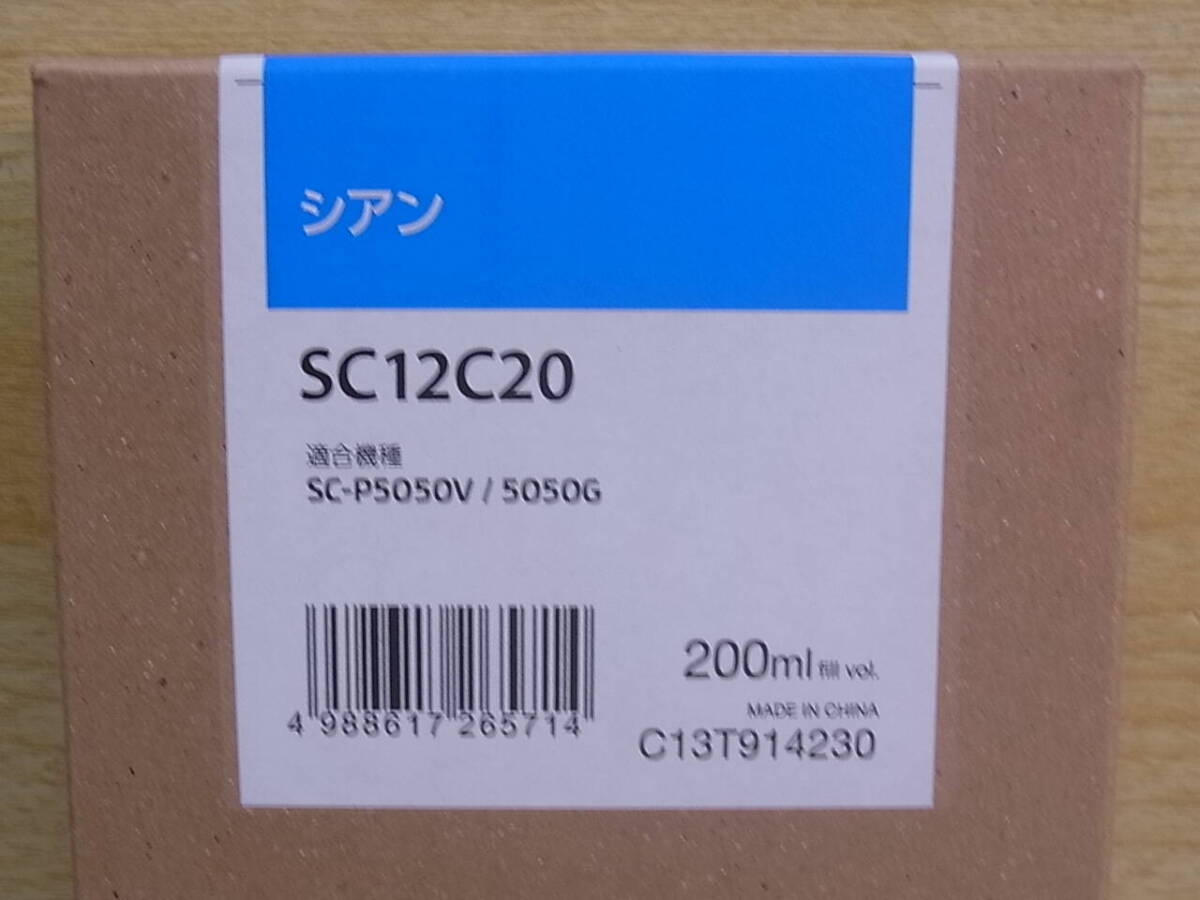 シアン
SC12C20
適合機種
SC-P5050V / 5050G
4 988617 265714
200ml fill vol.
MADE IN CHINA
C13T914230